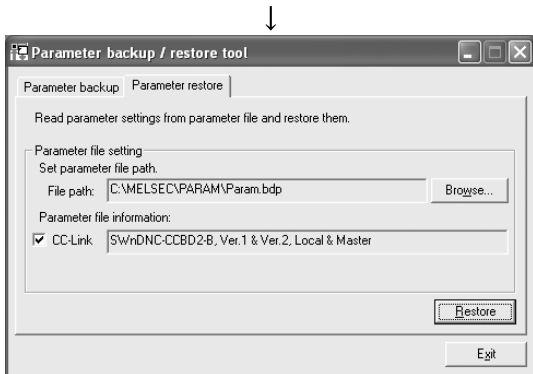 ↓
Parameter backup / restore tool
Parameter backup Parameter restore
Read parameter settings from parameter file and restore them.
Parameter file setting
Set parameter file path.
File path: C:\MELSEC\PARAM\Param.bdp Browse...
Parameter file information:
CC-Link SWnDNC-CCBD2-B, Ver.1 & Ver.2, Local & Master
Restore
Exit